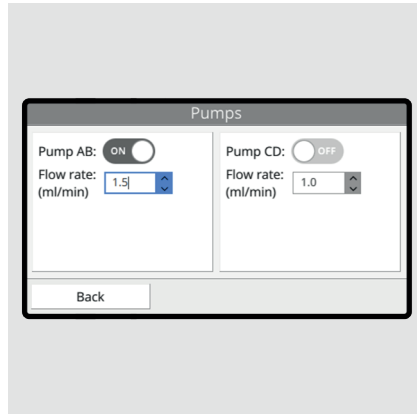 Pumps
Pump AB: ON
Flow rate:
(ml/min) 1.5
Pump CD: OFF
Flow rate:
(ml/min) 1.0
Back